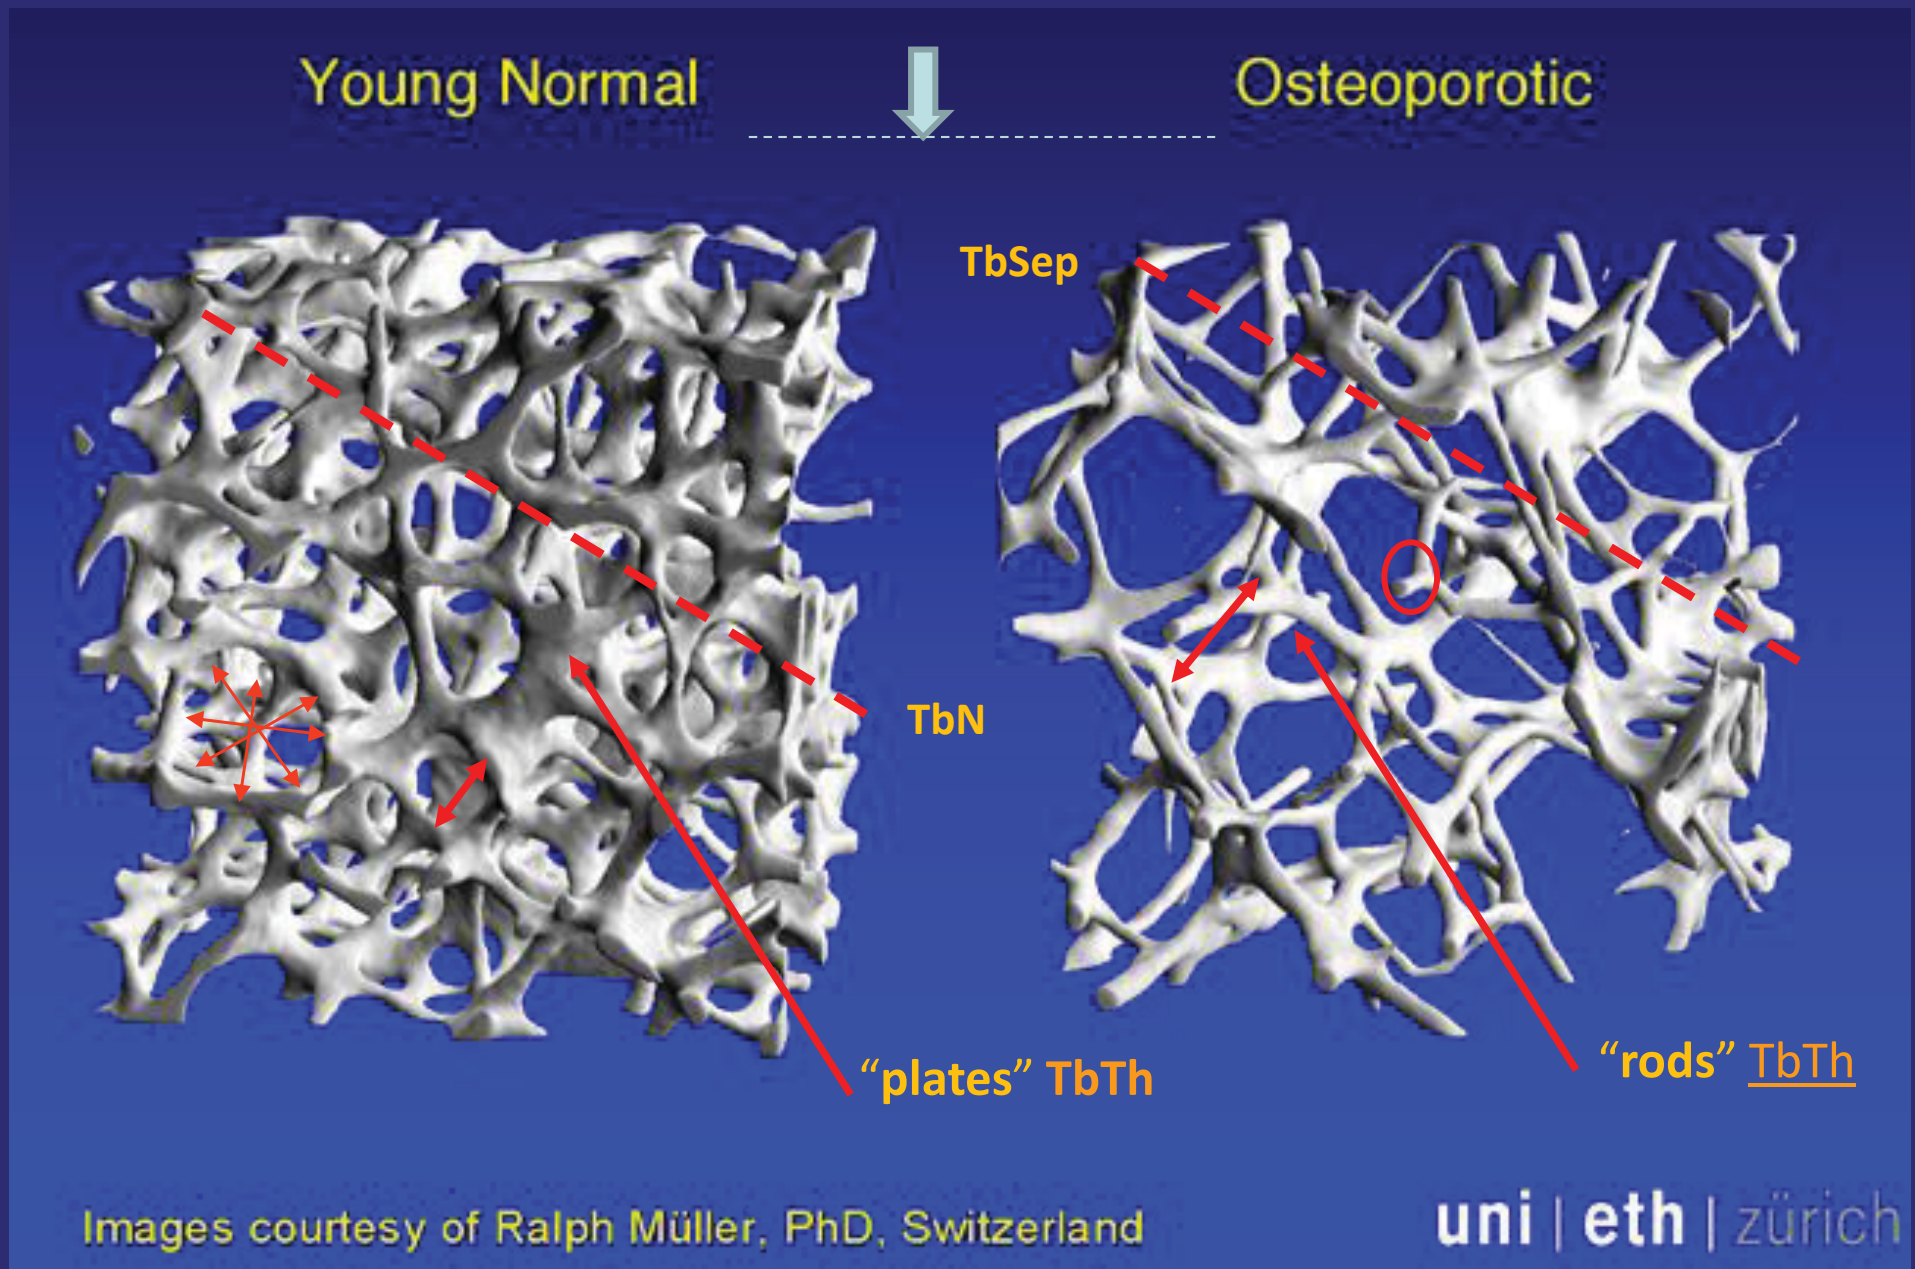 Young Normal
Osteoporotic
TbSep
TbN
“plates” TbTh
“rods” TbTh
Images courtesy of Ralph Müller, PhD, Switzerland
uni | eth | zürich